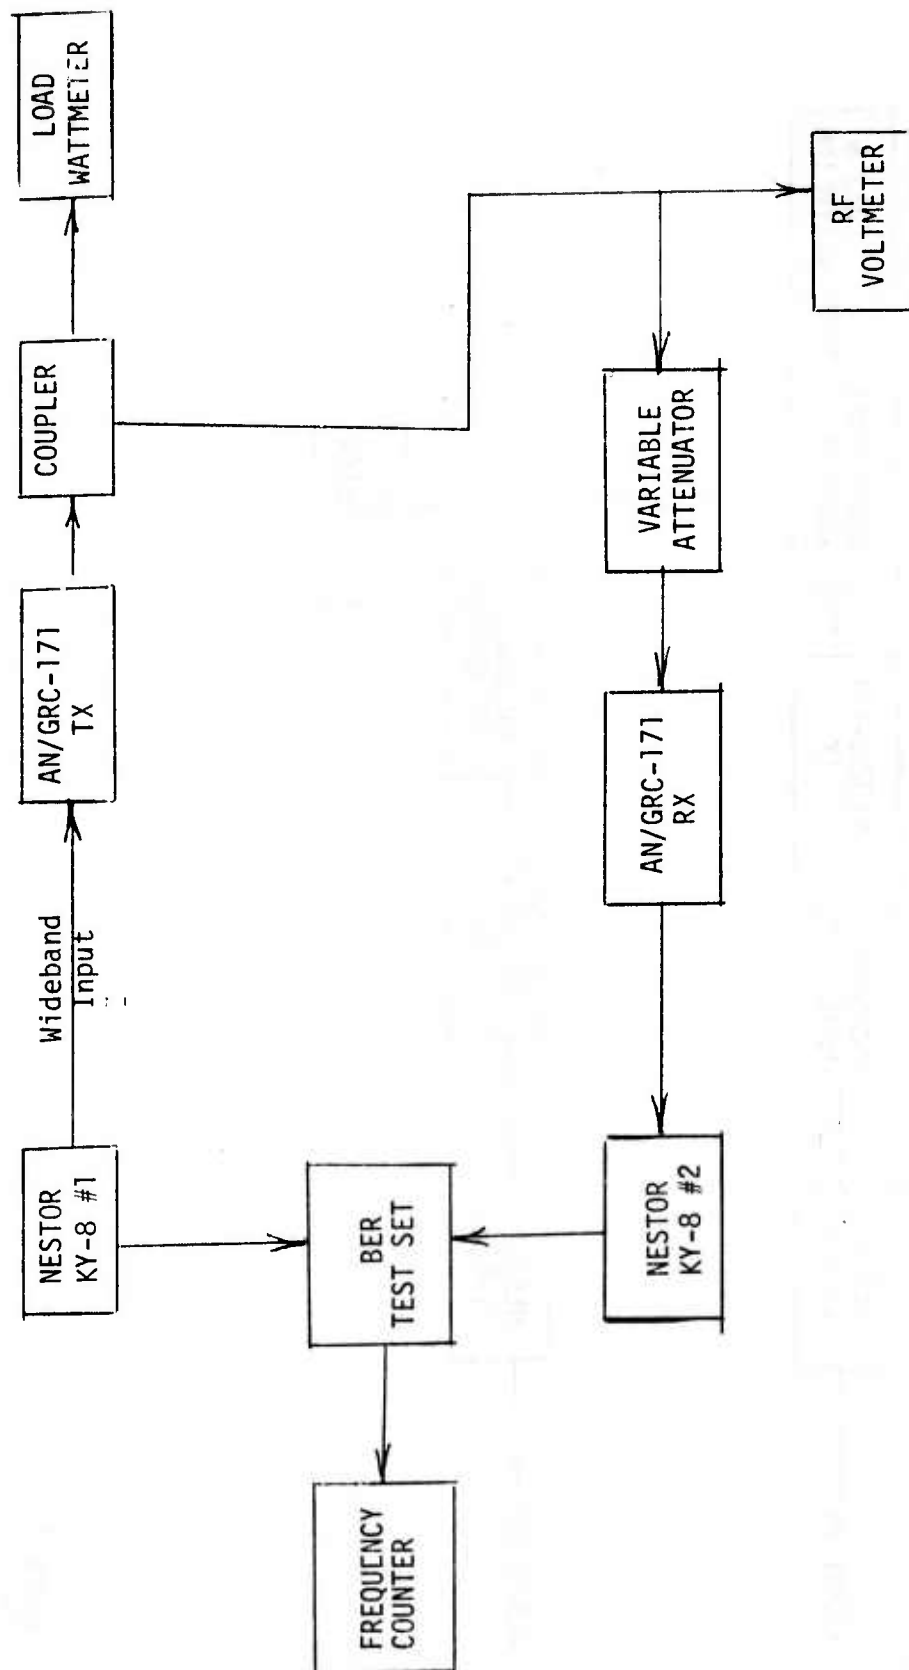 NESTOR
KY-8 #1
Wideband
Input
AN/GRC-171
TX
COUPLER
LOAD
WATTMETER
FREQUENCY
COUNTER
BER
TEST SET
NESTOR
KY-8 #2
AN/GRC-171
RX
VARIABLE
ATTENUATOR
RF
VOLTMETER